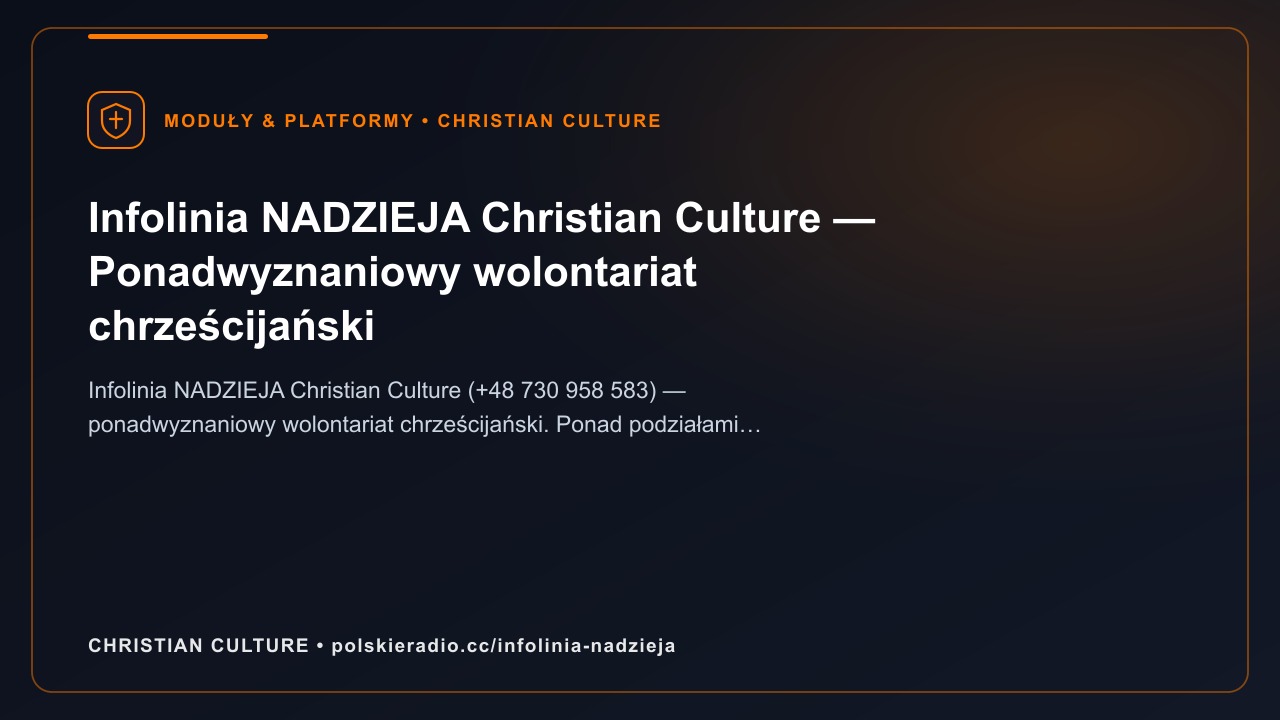 MODUŁY & PLATFORMY • CHRISTIAN CULTURE
Infolinia NADZIEJA Christian Culture —
Ponadwyznaniowy wolontariat
chrześcijański
Infolinia NADZIEJA Christian Culture (+48 730 958 583) —
ponadwyznaniowy wolontariat chrześcijański. Ponad podziałami…
CHRISTIAN CULTURE • polskieradio.cc/infolinia-nadzieja